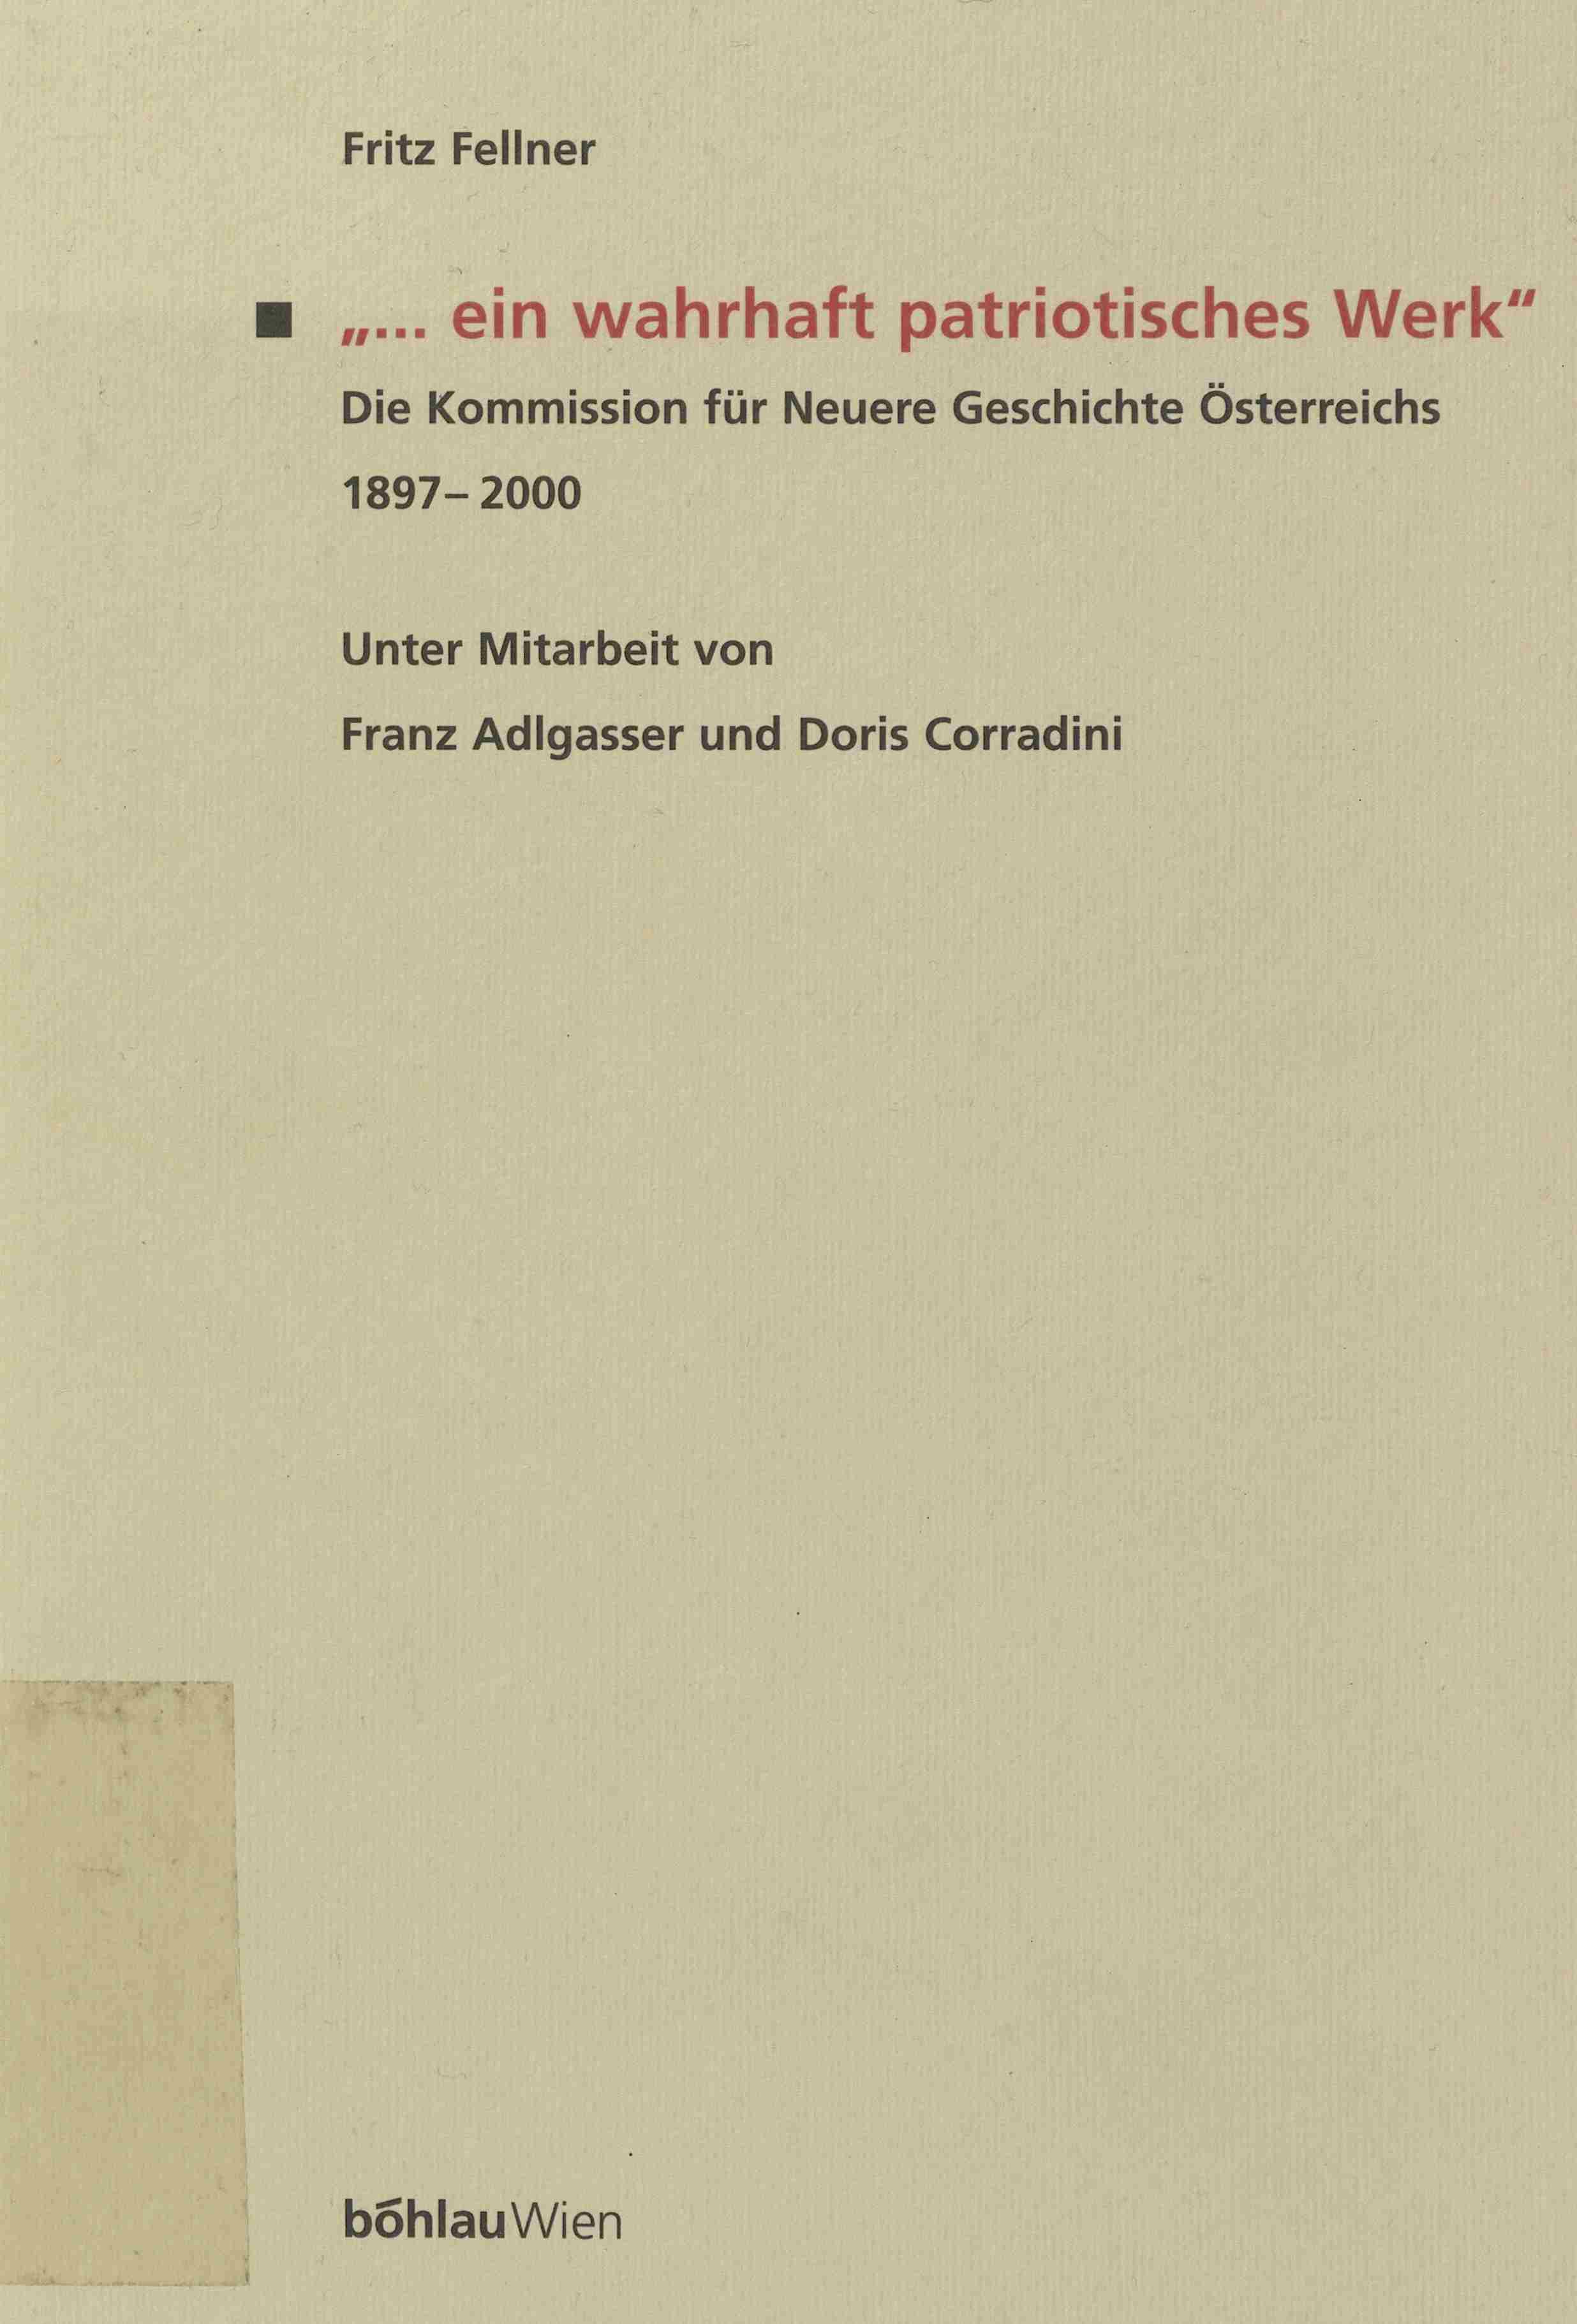 Fritz Fellner
„... ein wahrhaft patriotisches Werk“
Die Kommission für Neuere Geschichte Österreichs
1897– 2000
Unter Mitarbeit von
Franz Adlgasser und Doris Corradini
böhlauWien